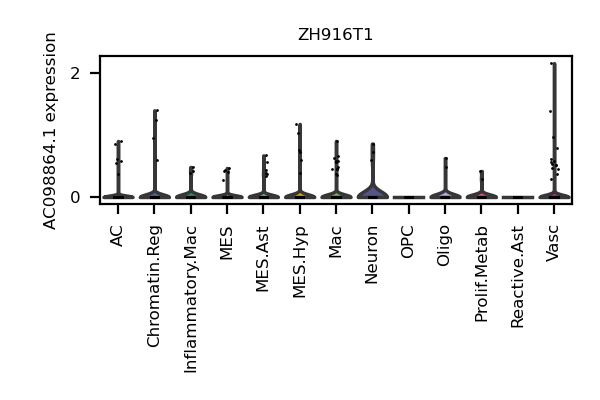 ZH916T1
AC098864.1 expression
2
0
AC
Chromatin.Reg
Inflammatory.Mac
MES
MES.Ast
MES.Hyp
Mac
Neuron
OPC
Oligo
Prolif.Metab
Reactive.Ast
Vasc